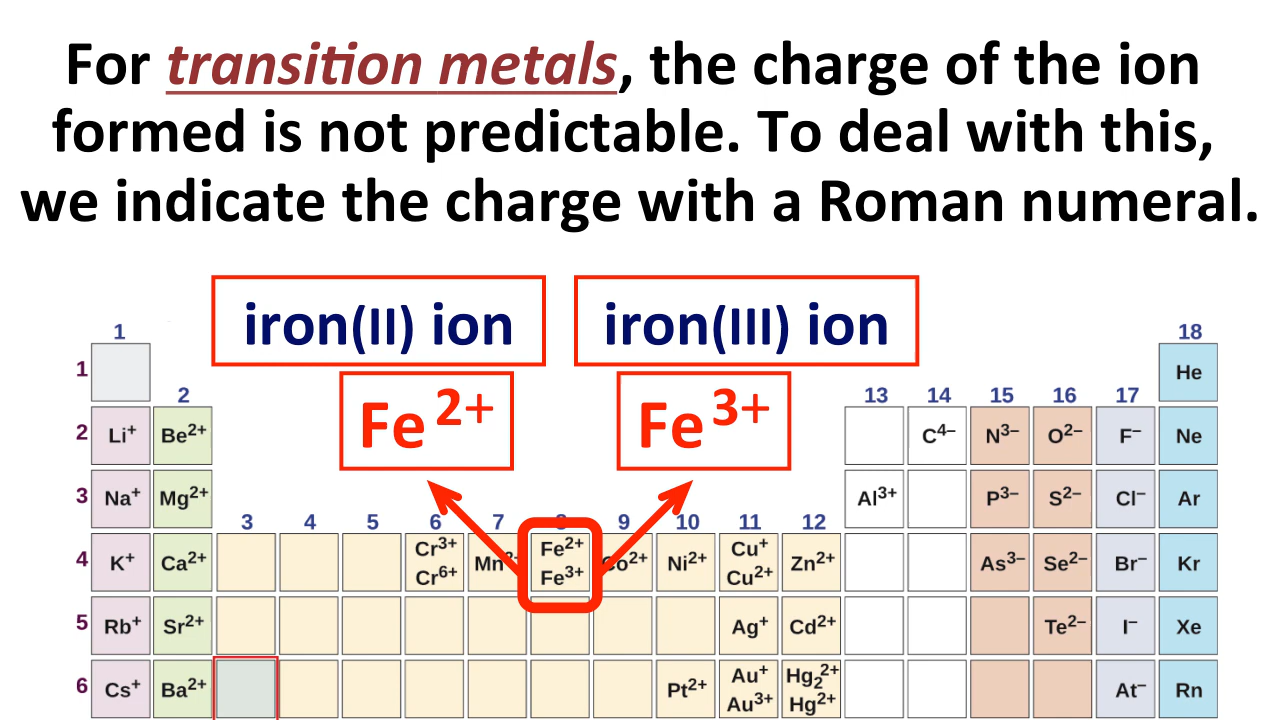 For transition metals, the charge of the ion
formed is not predictable. To deal with this,
we indicate the charge with a Roman numeral.
iron(II) ion iron(III) ion
Fe²⁺ Fe³⁺
1 18
1 He
2 13 14 15 16 17
2 Li⁺ Be²⁺ C⁴⁻ N³⁻ O²⁻ F⁻ Ne
3 Na⁺ Mg²⁺ Al³⁺ P³⁻ S²⁻ Cl⁻ Ar
3 4 5 6 7 8 9 10 11 12
4 K⁺ Ca²⁺ Cr³⁺ Cr⁶⁺ Mn²⁺ Fe²⁺ Fe³⁺ Co²⁺ Ni²⁺ Cu⁺ Cu²⁺ Zn²⁺ As³⁻ Se²⁻ Br⁻ Kr
5 Rb⁺ Sr²⁺ Ag⁺ Cd²⁺ Te²⁻ I⁻ Xe
6 Cs⁺ Ba²⁺ Pt²⁺ Au⁺ Au³⁺ Hg₂²⁺ Hg²⁺ At⁻ Rn